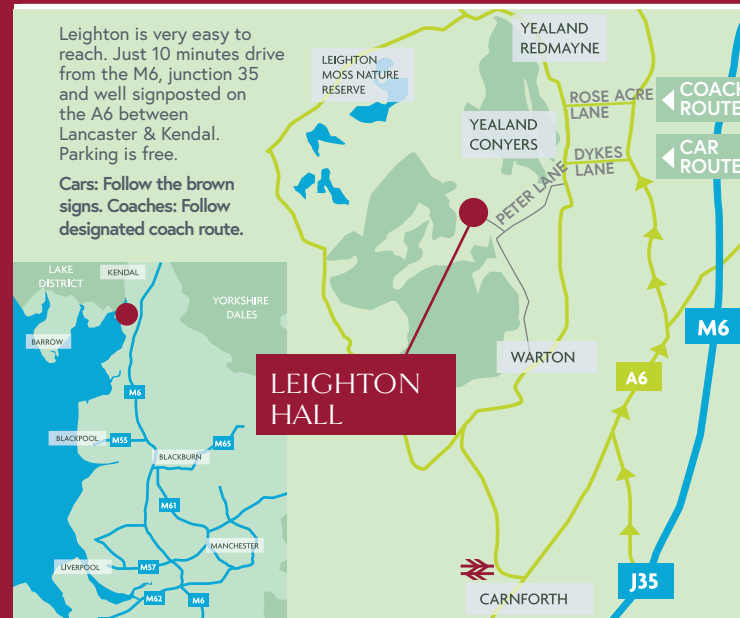 Leighton is very easy to
reach. Just 10 minutes drive
from the M6, junction 35
and well signposted on
the A6 between
Lancaster & Kendal.
Parking is free.
Cars: Follow the brown
signs. Coaches: Follow
designated coach route.
LEIGHTON
MOSS NATURE
RESERVE
YEALAND
REDMAYNE
ROSE ACRE
LANE
COACH
ROUTE
YEALAND
CONYERS
DYKES
LANE
CAR
ROUTE
PETER LANE
M6
WARTON
A6
LEIGHTON
HALL
J35
CARNFORTH
LAKE
DISTRICT
KENDAL
YORKSHIRE
DALES
BARROW
M6
BLACKPOOL
M55
M65
BLACKBURN
M61
MANCHESTER
LIVERPOOL
M57
M62
M6